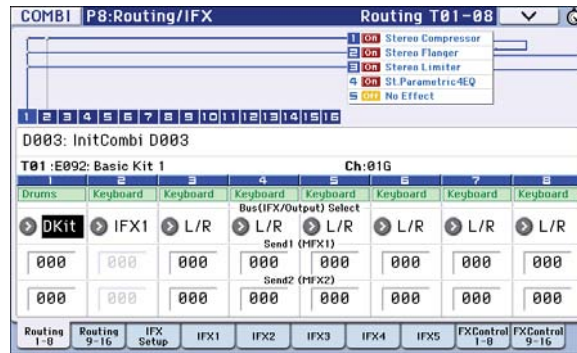 COMBI P8:Routing/IFX Routing T01-08
1 On Stereo Compressor
2 On Stereo Flanger
3 On Stereo Limiter
4 On St.Parametric4EQ
5 Off No Effect
1 2 3 4 5 6 7 8 9 10 11 12 13 14 15 16
D003: InitCombi D003
T01 :E092: Basic Kit 1 Ch:01G
1 2 3 4 5 6 7 8
Drums Keyboard Keyboard Keyboard Keyboard Keyboard Keyboard Keyboard
Bus(IFX/Output) Select
DKit IFX1 L/R L/R L/R L/R L/R L/R
Send1 (MFX1)
000 000 000 000 000 000 000 000
Send2 (MFX2)
000 000 000 000 000 000 000 000
Routing 1-8 Routing 9-16 IFX Setup IFX1 IFX2 IFX3 IFX4 IFX5 FXControl 1-8 FXControl 9-16